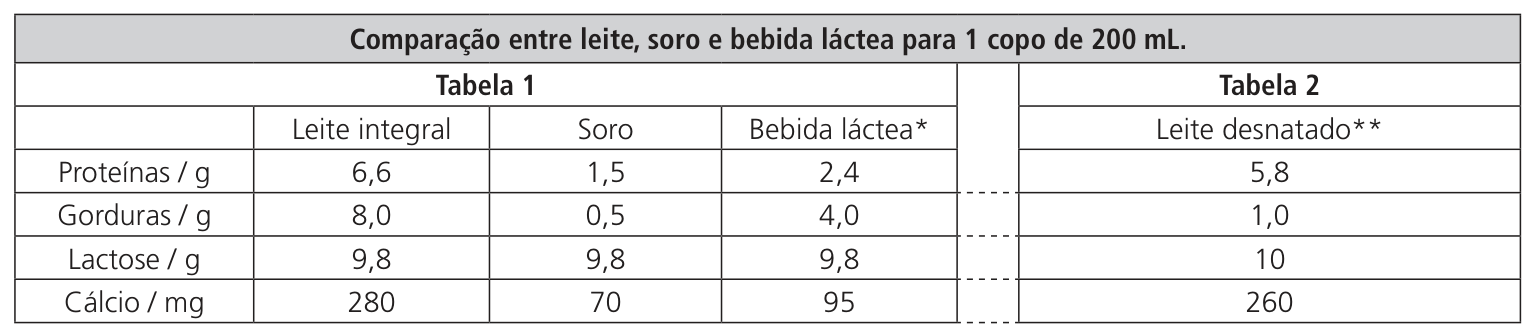 Comparação entre leite, soro e bebida láctea para 1 copo de 200 mL.
Tabela 1 Tabela 2
Leite integral Soro Bebida láctea* Leite desnatado**
Proteínas / g 6,6 1,5 2,4 5,8
Gorduras / g 8,0 0,5 4,0 1,0
Lactose / g 9,8 9,8 9,8 10
Cálcio / mg 280 70 95 260